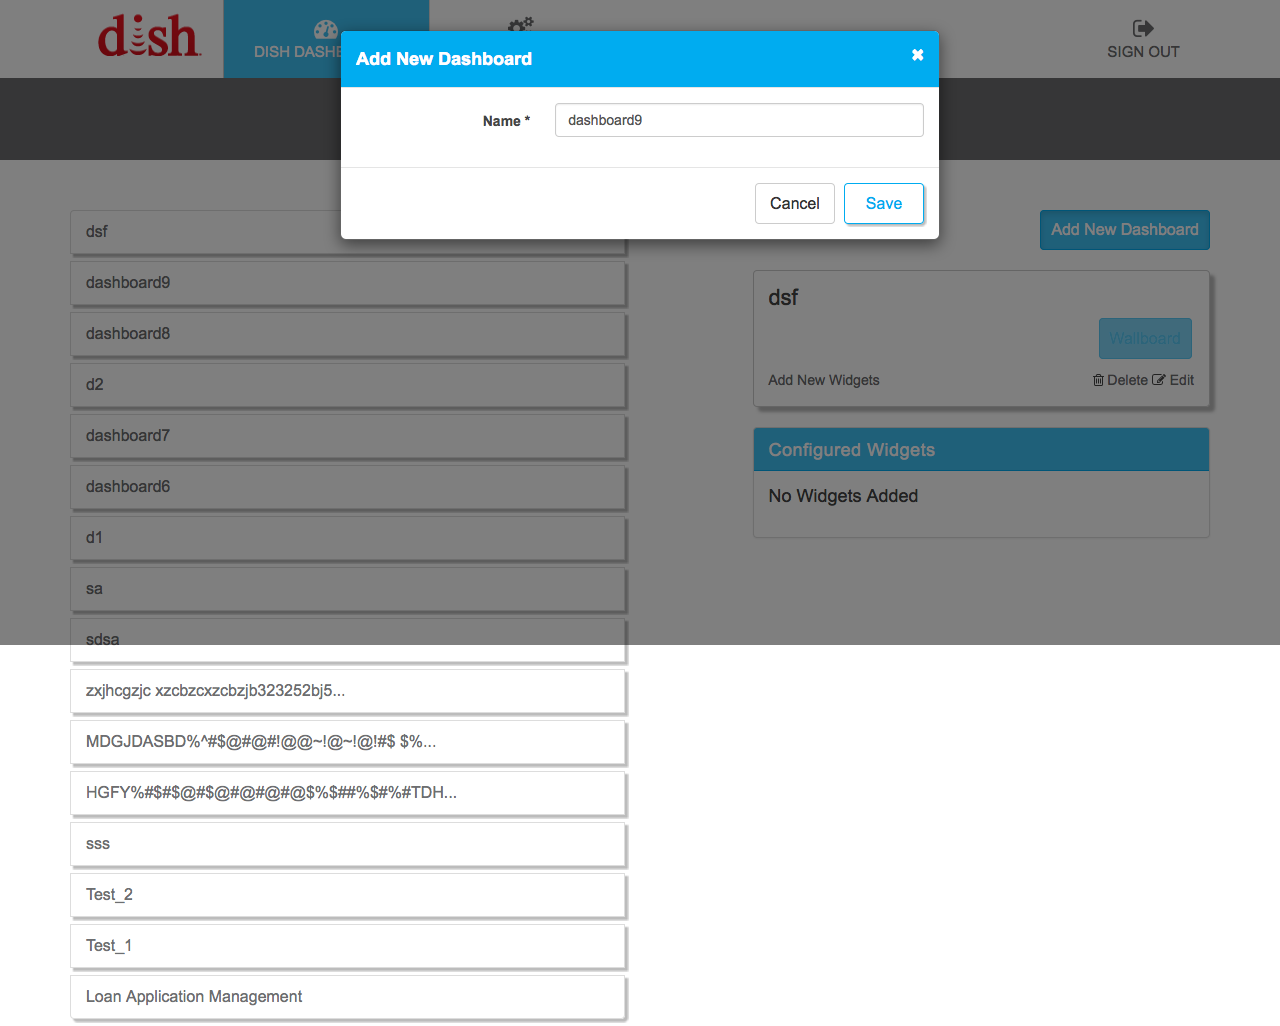 dish
DISH DASHB
SIGN OUT
Add New Dashboard
Name *
dashboard9
Cancel
Save
dsf
dashboard9
dashboard8
d2
dashboard7
dashboard6
d1
sa
sdsa
zxjhcgzjc xzcbzcxzcbzjb323252bj5...
MDGJDASBD%^#$@#@#!@@~!@~!@!#$ $%...
HGFY%#$#$@#$@#@#@#@$%$##%$#%#TDH...
sss
Test_2
Test_1
Loan Application Management
Add New Dashboard
dsf
Wallboard
Add New Widgets
Delete
Edit
Configured Widgets
No Widgets Added